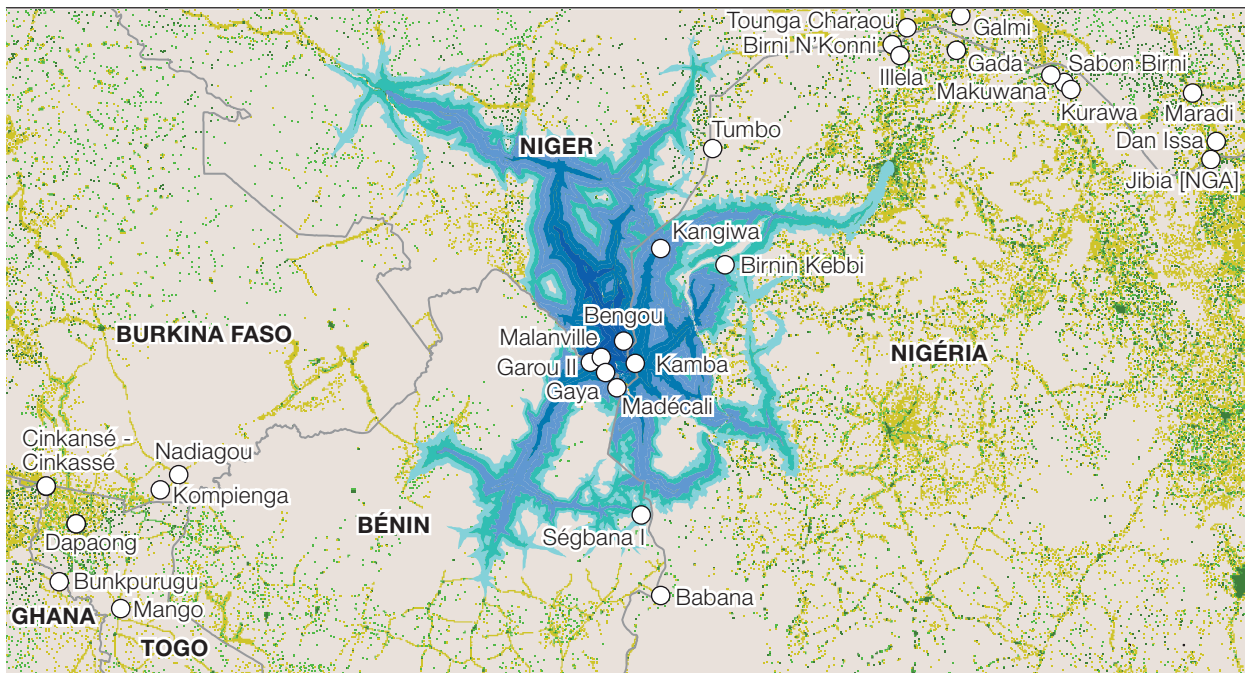 Tounga Charaou
Galmi
Birni N'Konni
Illela
Gada
Sabon Birni
Makuwana
Kurawa
Maradi
Dan Issa
Jibia [NGA]
Tumbo
NIGER
Kangiwa
Birnin Kebbi
BURKINA FASO
Bengou
Malanville
Garou II
Kamba
Gaya
Madécali
NIGÉRIA
Cinkansé -
Cinkassé
Nadiagou
Kompienga
Dapaong
BÉNIN
Ségbana I
Bunkpurugu
Babana
GHANA
Mango
TOGO